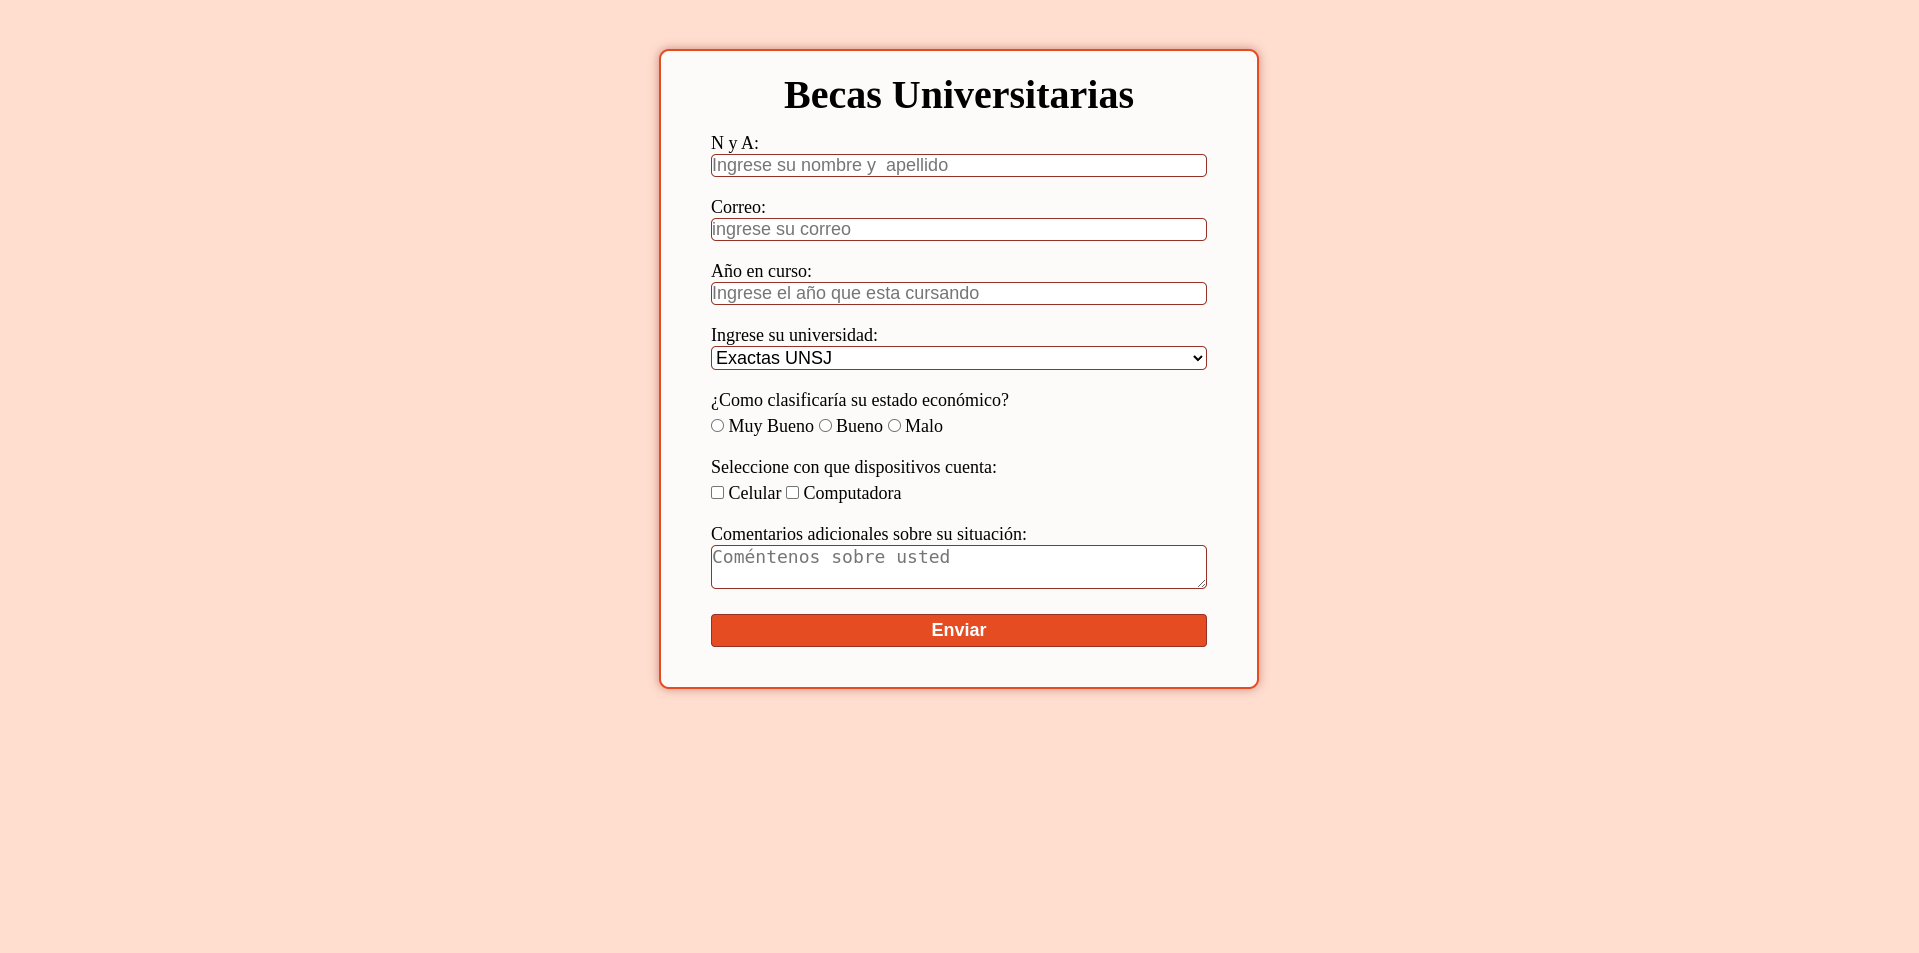 Becas Universitarias
N y A:
Ingrese su nombre y  apellido
Correo:
ingrese su correo
Año en curso:
Ingrese el año que esta cursando
Ingrese su universidad:
Exactas UNSJ
¿Como clasificaría su estado económico?
Muy Bueno Bueno Malo
Seleccione con que dispositivos cuenta:
Celular Computadora
Comentarios adicionales sobre su situación:
Coméntenos sobre usted
Enviar